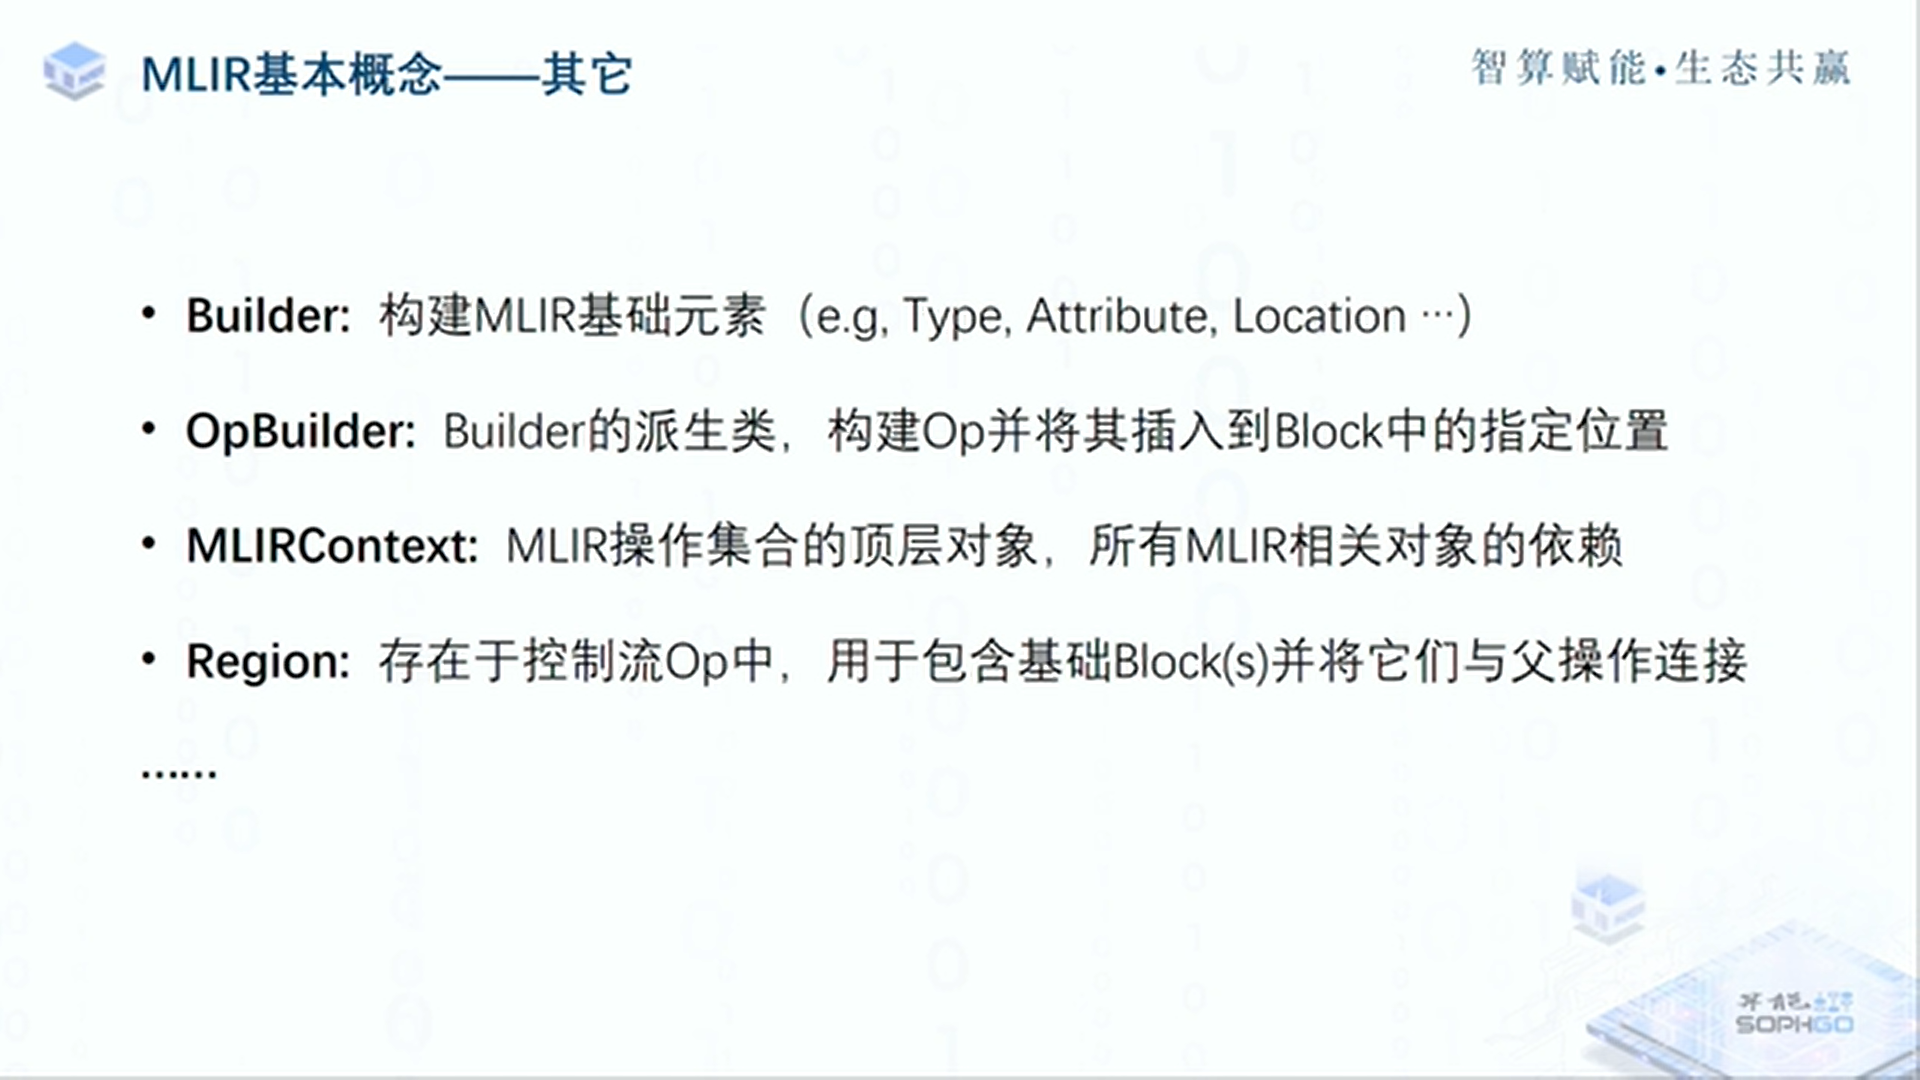 MLIR基本概念——其它
智算赋能·生态共赢
• Builder: 构建MLIR基础元素（e.g, Type, Attribute, Location …）
• OpBuilder: Builder的派生类，构建Op并将其插入到Block中的指定位置
• MLIRContext: MLIR操作集合的顶层对象，所有MLIR相关对象的依赖
• Region: 存在于控制流Op中，用于包含基础Block(s)并将它们与父操作连接
……
SOPHGO